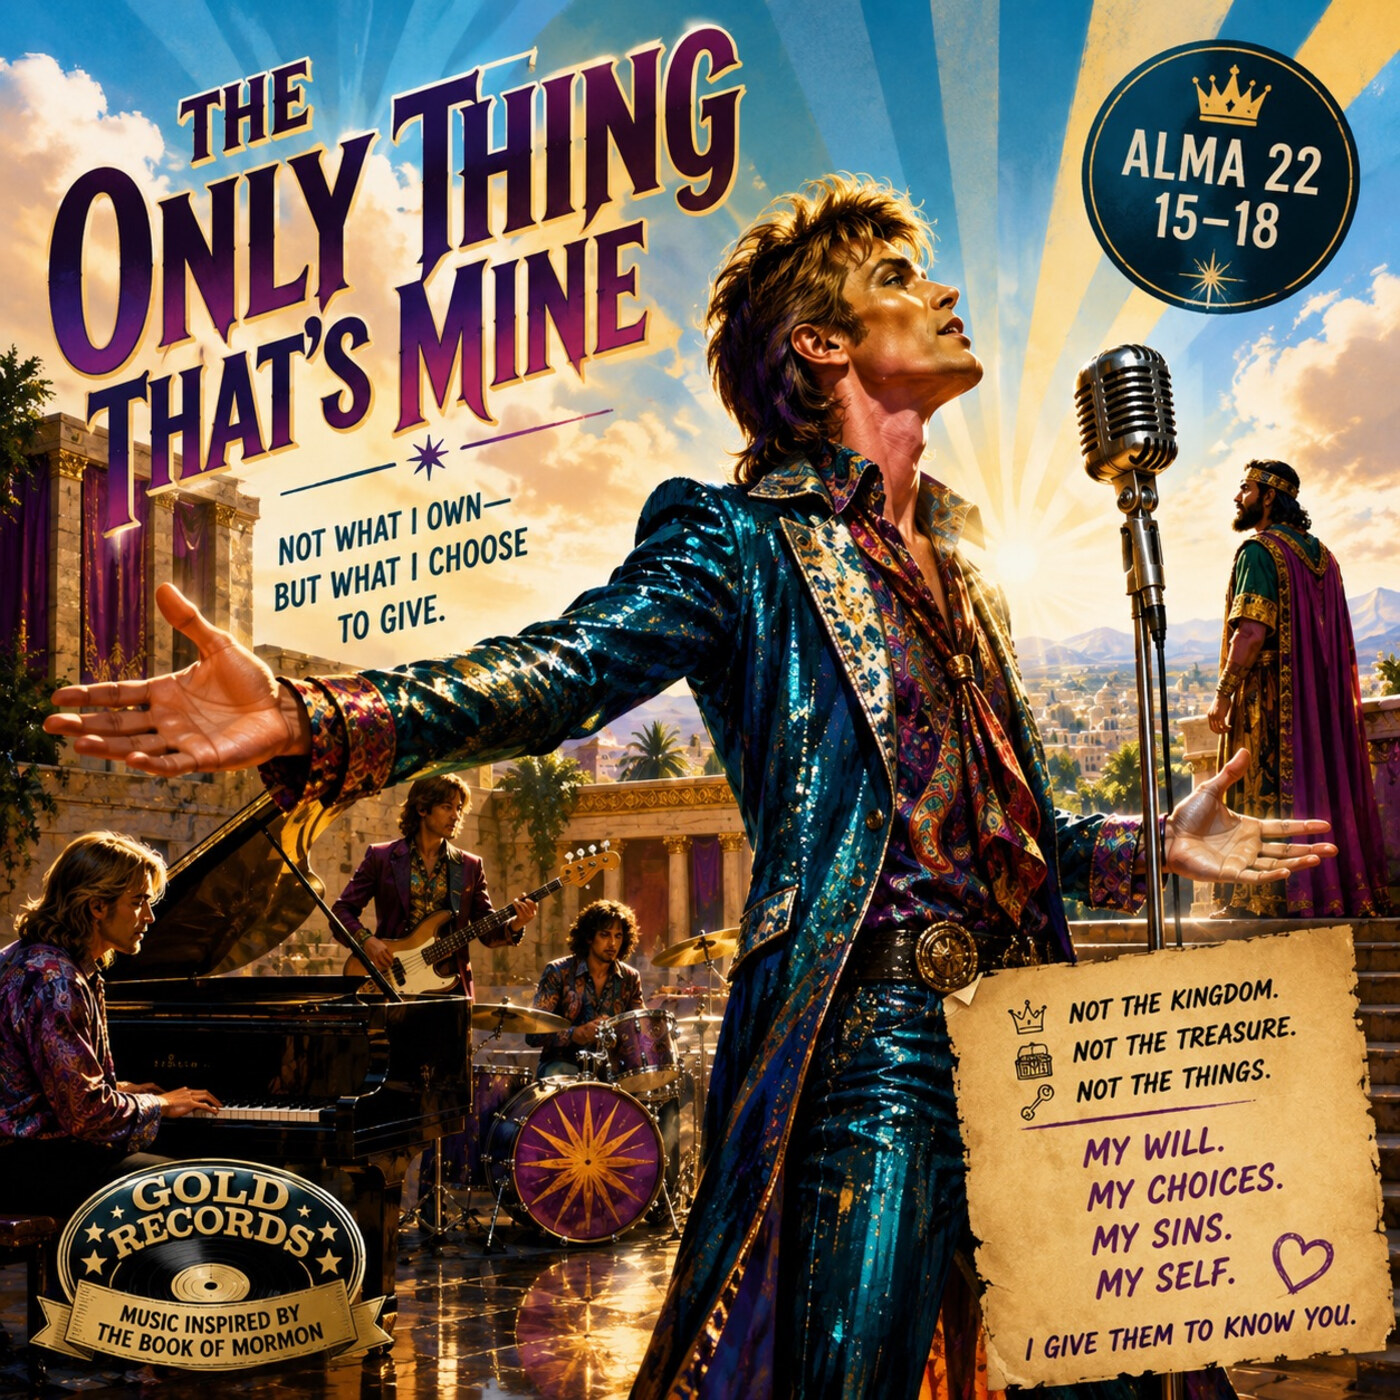 THE
ONLY THING
THAT'S MINE
NOT WHAT I OWN—
BUT WHAT I CHOOSE
TO GIVE.
ALMA 22
15–18
NOT THE KINGDOM.
NOT THE TREASURE.
NOT THE THINGS.
MY WILL.
MY CHOICES.
MY SINS.
MY SELF.
I GIVE THEM TO KNOW YOU.
GOLD
RECORDS
MUSIC INSPIRED BY
THE BOOK OF MORMON